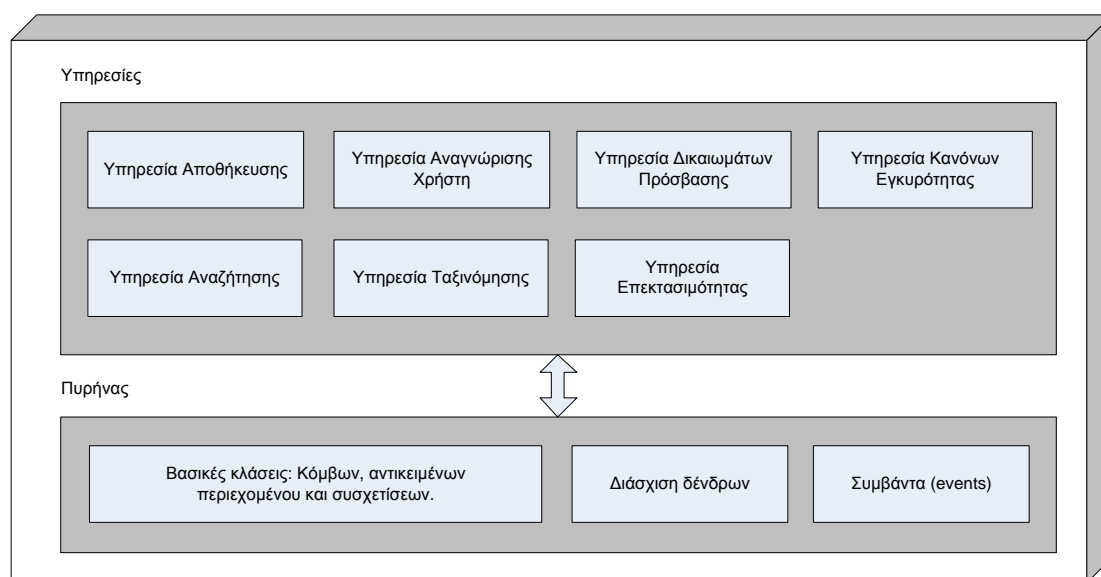 Υπηρεσίες
Υπηρεσία Αποθήκευσης
Υπηρεσία Αναγνώρισης
Χρήστη
Υπηρεσία Δικαιωμάτων
Πρόσβασης
Υπηρεσία Κανόνων
Εγκυρότητας
Υπηρεσία Αναζήτησης
Υπηρεσία Ταξινόμησης
Υπηρεσία
Επεκτασιμότητας
Πυρήνας
Βασικές κλάσεις: Κόμβων, αντικειμένων
περιεχομένου και συσχετίσεων.
Διάσχιση δένδρων
Συμβάντα (events)